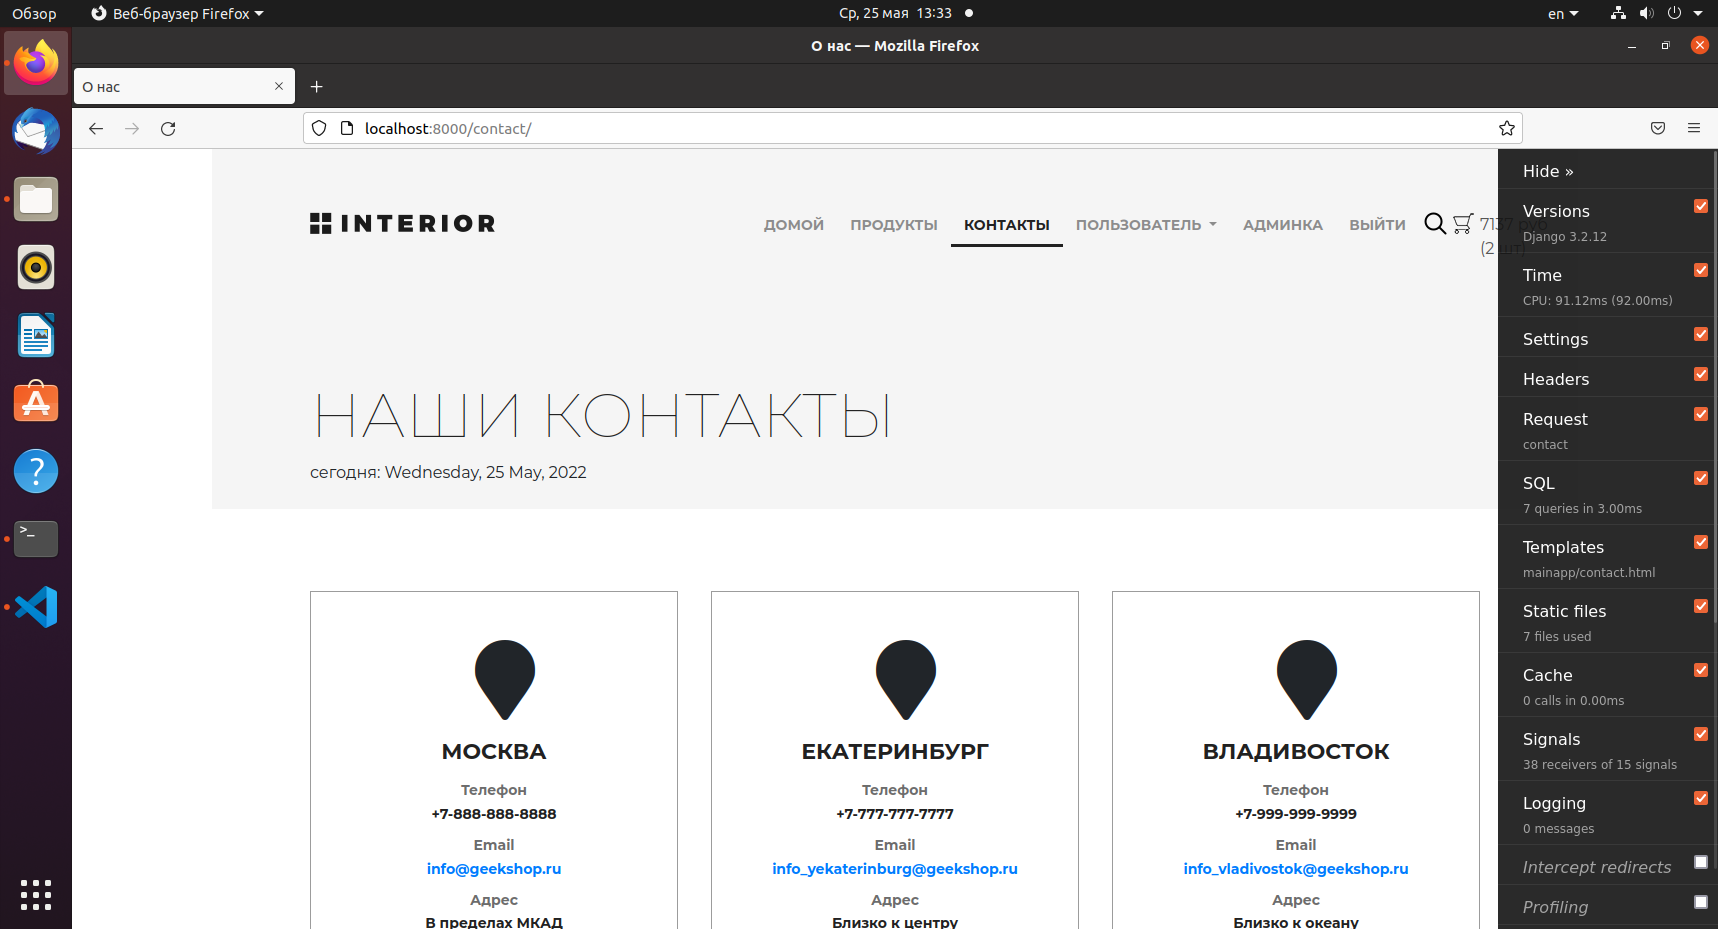 Обзор
Веб-браузер Firefox
Ср, 25 мая 13:33
en
О нас — Mozilla Firefox
О нас
localhost:8000/contact/
INTERIOR
ДОМОЙ
ПРОДУКТЫ
КОНТАКТЫ
ПОЛЬЗОВАТЕЛЬ
АДМИНКА
ВЫЙТИ
7137 руб
(2 шт)
НАШИ КОНТАКТЫ
сегодня: Wednesday, 25 May, 2022
МОСКВА
Телефон
+7-888-888-8888
Email
info@geekshop.ru
Адрес
В пределах МКАД
ЕКАТЕРИНБУРГ
Телефон
+7-777-777-7777
Email
info_yekaterinburg@geekshop.ru
Адрес
Близко к центру
ВЛАДИВОСТОК
Телефон
+7-999-999-9999
Email
info_vladivostok@geekshop.ru
Адрес
Близко к океану
Hide »
Versions
Django 3.2.12
Time
CPU: 91.12ms (92.00ms)
Settings
Headers
Request
contact
SQL
7 queries in 3.00ms
Templates
mainapp/contact.html
Static files
7 files used
Cache
0 calls in 0.00ms
Signals
38 receivers of 15 signals
Logging
0 messages
Intercept redirects
Profiling